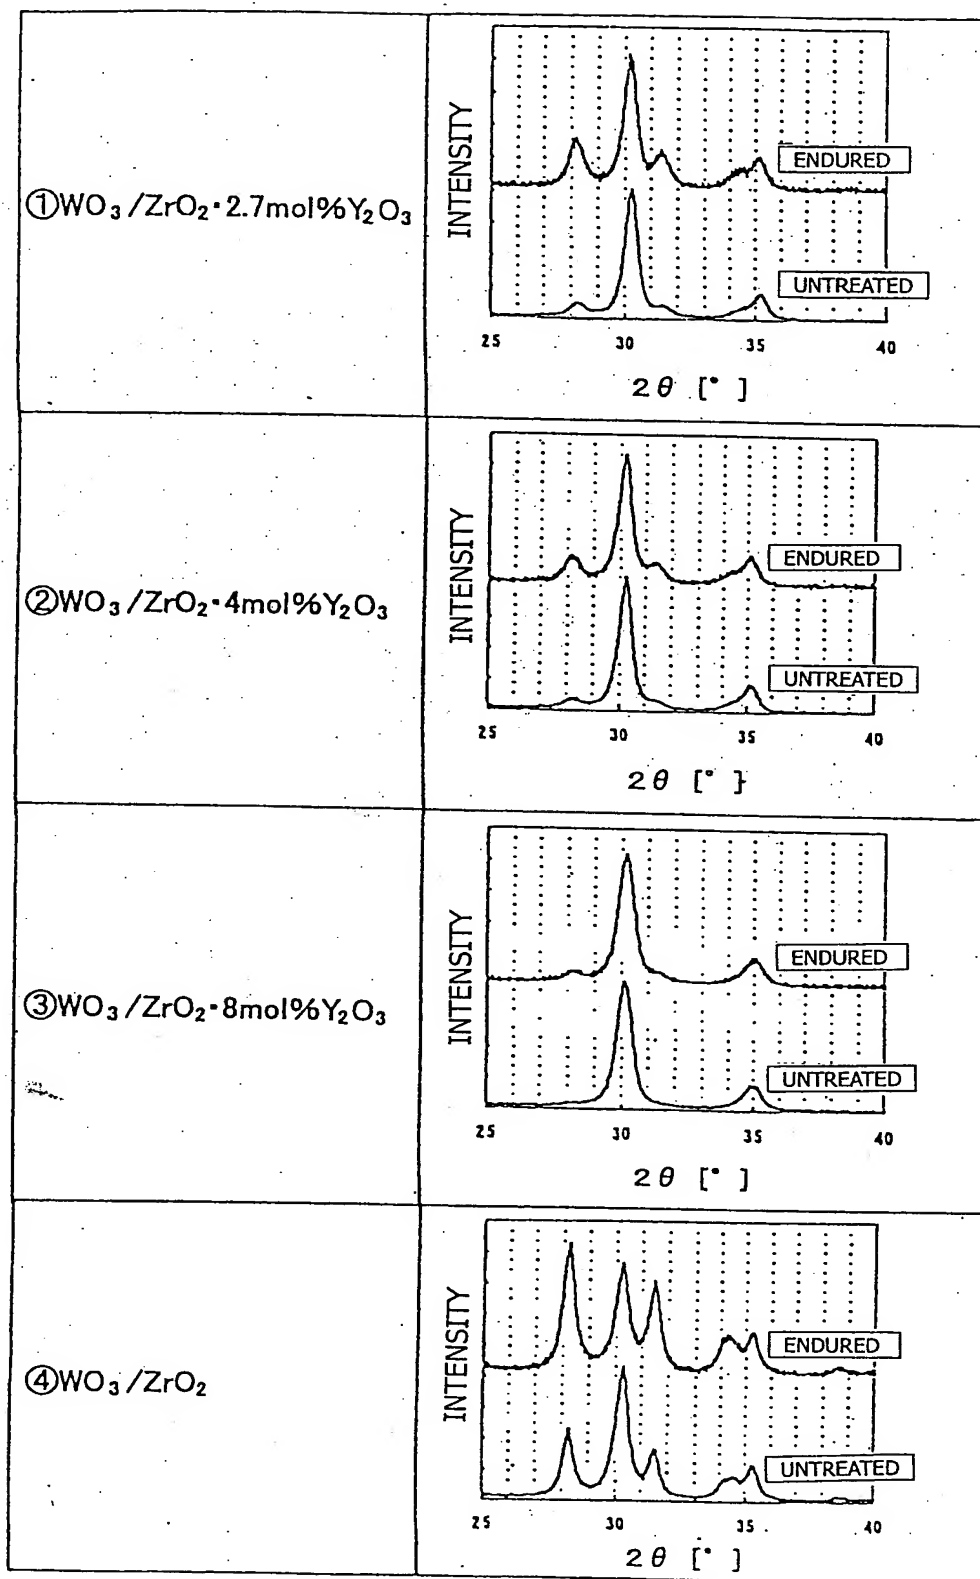 ①WO₃/ZrO₂・2.7mol%Y₂O₃
INTENSITY
ENDURED
UNTREATED
25 30 35 40
2θ [°]
②WO₃/ZrO₂・4mol%Y₂O₃
INTENSITY
ENDURED
UNTREATED
25 30 35 40
2θ [°}
③WO₃/ZrO₂・8mol%Y₂O₃
INTENSITY
ENDURED
UNTREATED
25 30 35 40
2θ [°]
④WO₃/ZrO₂
INTENSITY
ENDURED
UNTREATED
25 30 35 40
2θ [°]